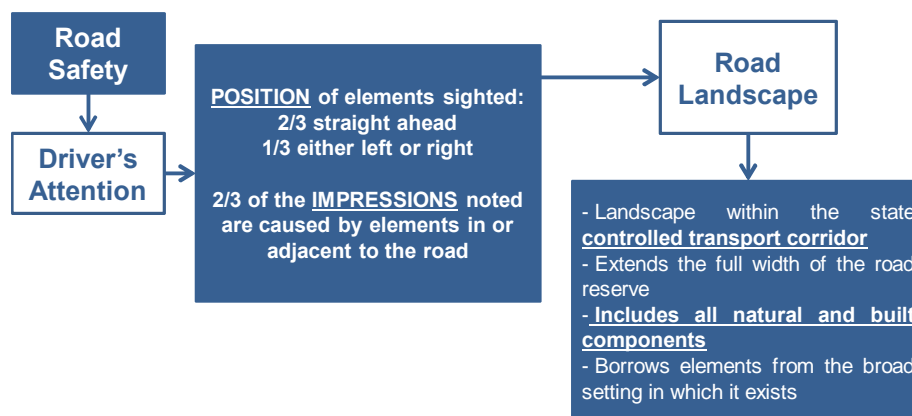 Road
Safety
Driver's
Attention
POSITION of elements sighted:
2/3 straight ahead
1/3 either left or right
2/3 of the IMPRESSIONS noted
are caused by elements in or
adjacent to the road
Road
Landscape
- Landscape within the state
controlled transport corridor
- Extends the full width of the road
reserve
- Includes all natural and built
components
- Borrows elements from the broad
setting in which it exists